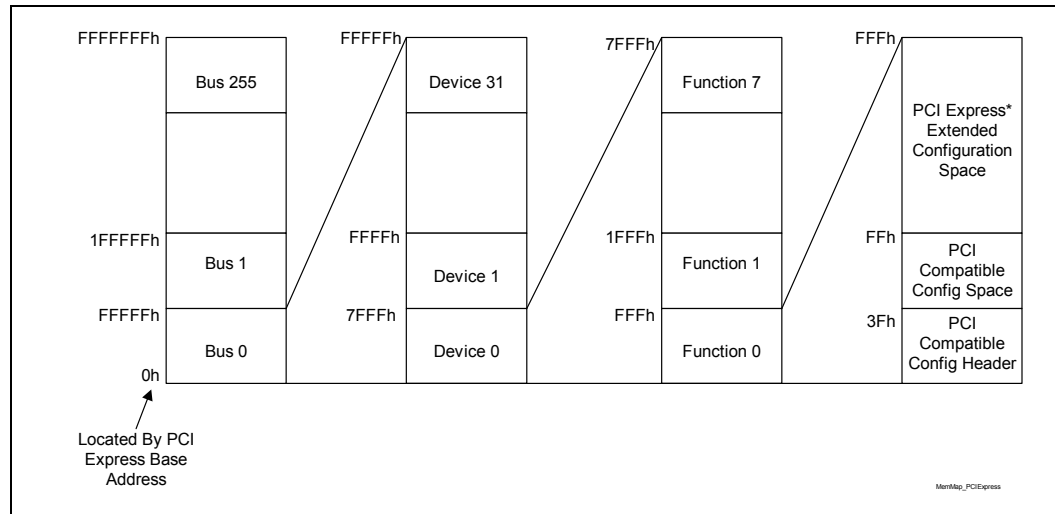 FFFFFFFh
Bus 255
1FFFFFh
Bus 1
FFFFFh
Bus 0
0h
Located By PCI
Express Base
Address
FFFFFh
Device 31
FFFFh
Device 1
7FFFh
Device 0
7FFFh
Function 7
1FFFh
Function 1
FFFh
Function 0
FFFh
PCI Express*
Extended
Configuration
Space
FFh
PCI
Compatible
Config Space
3Fh
PCI
Compatible
Config Header
MemMap_PCIExpress